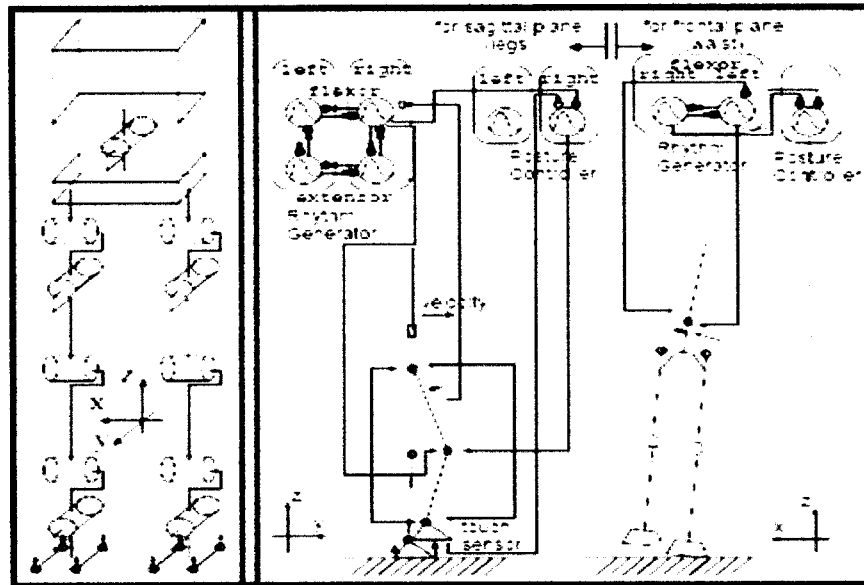 for sagittal plane
legs
for frontal plane
left right
flexor
left right
flexor
right left
extensor
Rhythm
Generator
Posture
Controller
Rhythm
Generator
Posture
Controller
velocity
X
z
z
x
touch
sensor